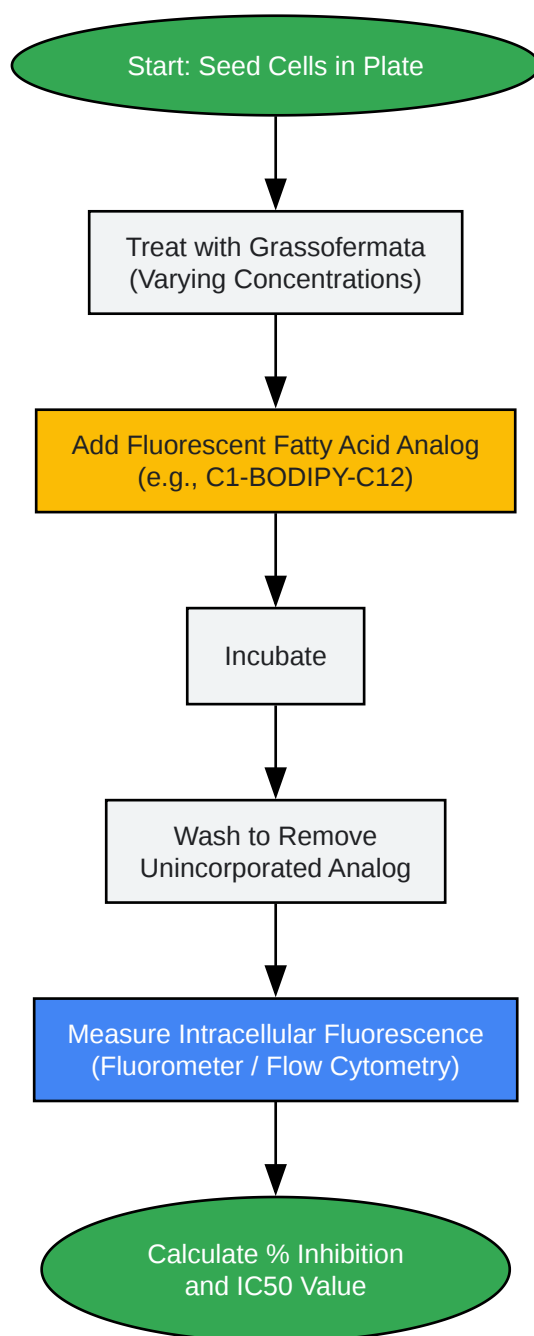 Start: Seed Cells in Plate
Treat with Grassofermata
(Varying Concentrations)
Add Fluorescent Fatty Acid Analog
(e.g., C1-BODIPY-C12)
Incubate
Wash to Remove
Unincorporated Analog
Measure Intracellular Fluorescence
(Fluorometer / Flow Cytometry)
Calculate % Inhibition
and IC50 Value